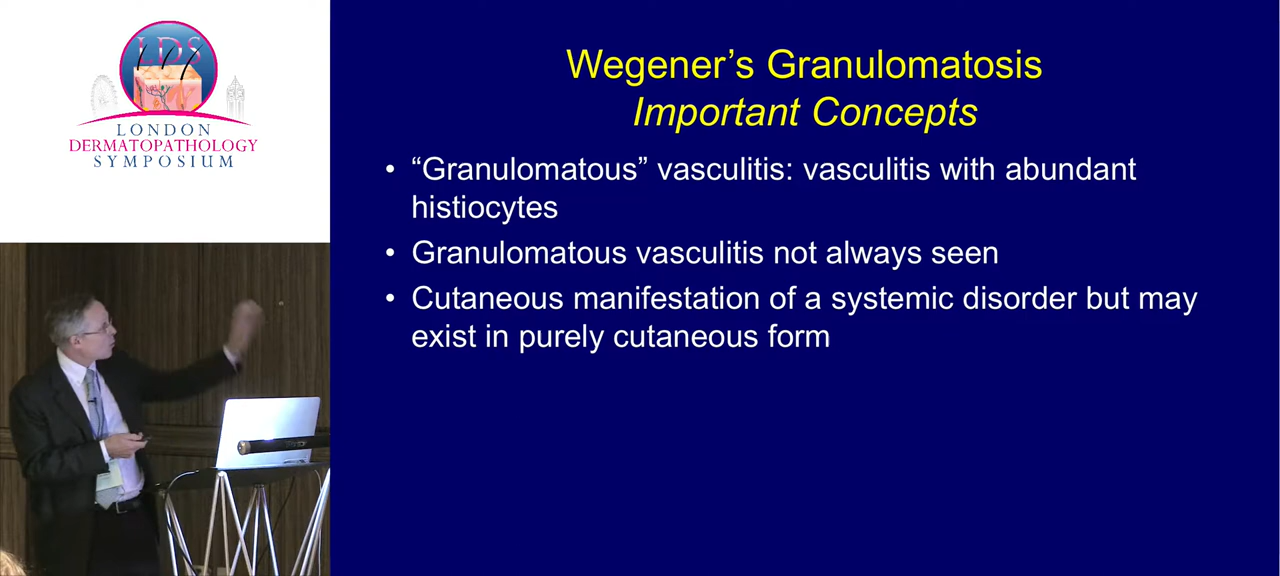 LDS
LONDON
DERMATOPATHOLOGY
SYMPOSIUM
Wegener’s Granulomatosis
Important Concepts
• “Granulomatous” vasculitis: vasculitis with abundant
histiocytes
• Granulomatous vasculitis not always seen
• Cutaneous manifestation of a systemic disorder but may
exist in purely cutaneous form